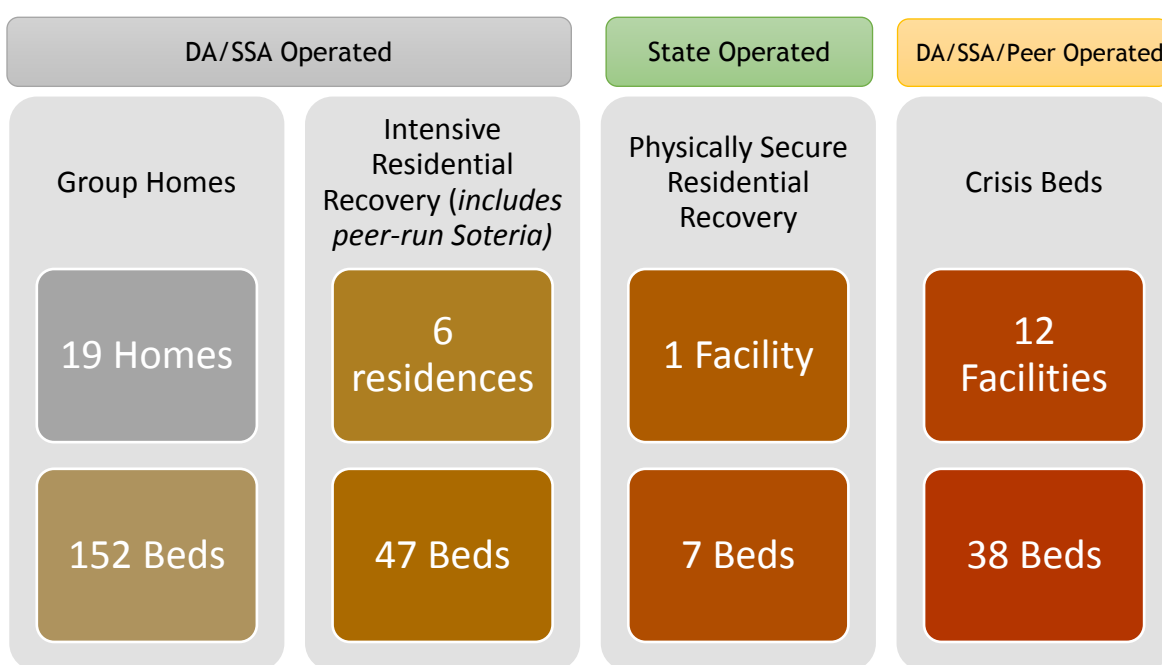 DA/SSA Operated
State Operated
DA/SSA/Peer Operated
Group Homes
19 Homes
152 Beds
Intensive
Residential
Recovery (includes
peer-run Soteria)
6
residences
47 Beds
Physically Secure
Residential
Recovery
1 Facility
7 Beds
Crisis Beds
12
Facilities
38 Beds